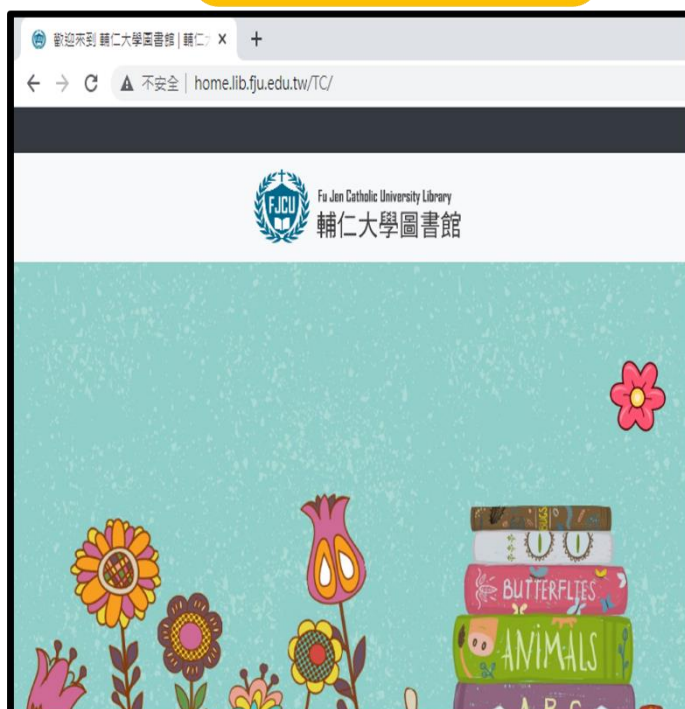 歡迎來到 輔仁大學圖書館 | 輔仁
不安全 | home.lib.fju.edu.tw/TC/
FJCU
Fu Jen Catholic University Library
輔仁大學圖書館
BUGS
BUTTERFLIES
ANIMALS
A B C